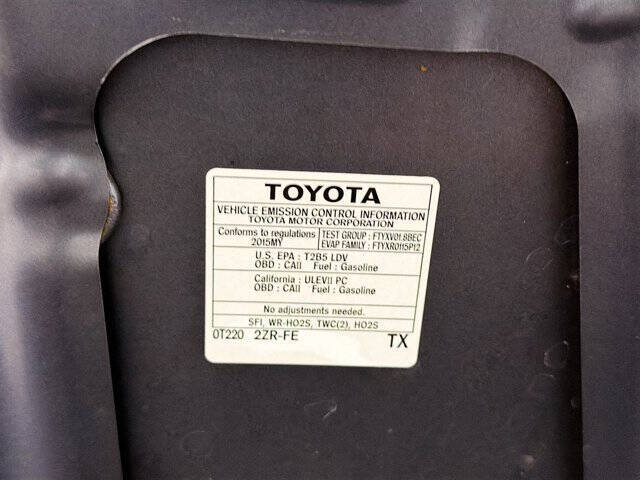 TOYOTA
VEHICLE EMISSION CONTROL INFORMATION
TOYOTA MOTOR CORPORATION
Conforms to regulations TEST GROUP : FTYXV01.8BEC
2015MY EVAP FAMILY : FTYXR0115P12
U.S. EPA : T2B5 LDV
OBD : CAII Fuel : Gasoline
California : ULEVII PC
OBD : CAII Fuel : Gasoline
No adjustments needed.
SFI, WR-HO2S, TWC(2), HO2S
0T220 2ZR-FE TX